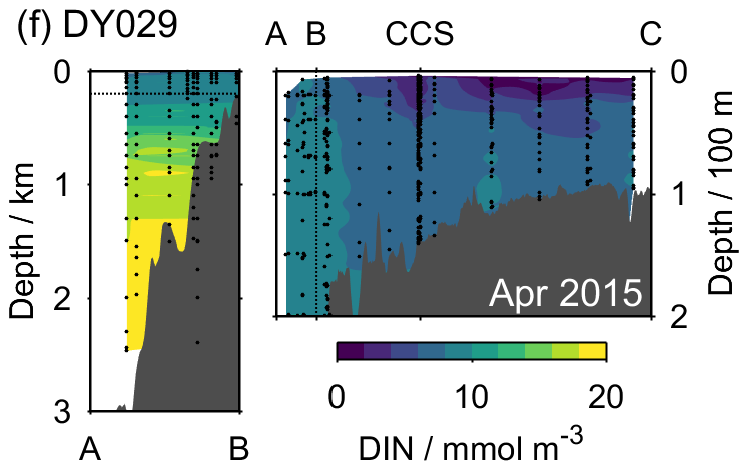 (f) DY029
A B CCS C
0
1
2
3
Depth / km
A B
0
1
2
Depth / 100 m
Apr 2015
0 10 20
DIN / mmol m⁻³